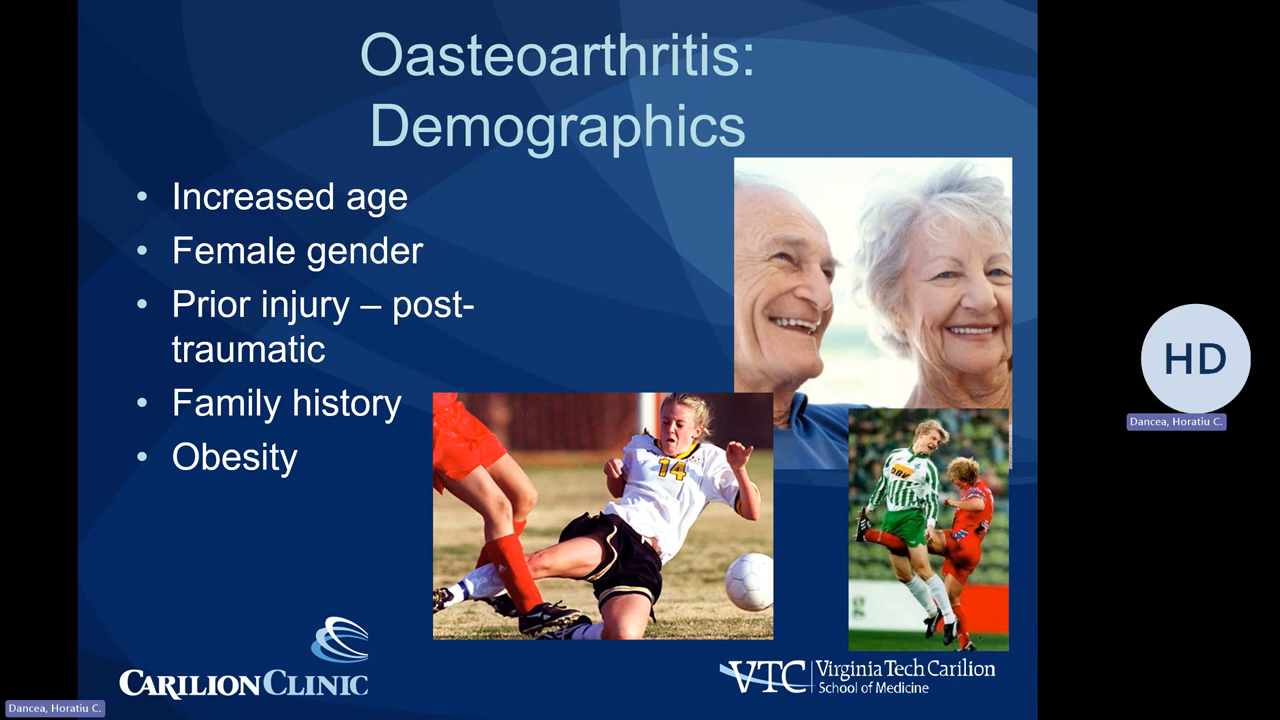 Oasteoarthritis:
Demographics
• Increased age
• Female gender
• Prior injury – post-
traumatic
• Family history
• Obesity
14
DBV
HD
Dancea, Horatiu C.
CARILION CLINIC
VTC Virginia Tech Carilion
School of Medicine
Dancea, Horatiu C.